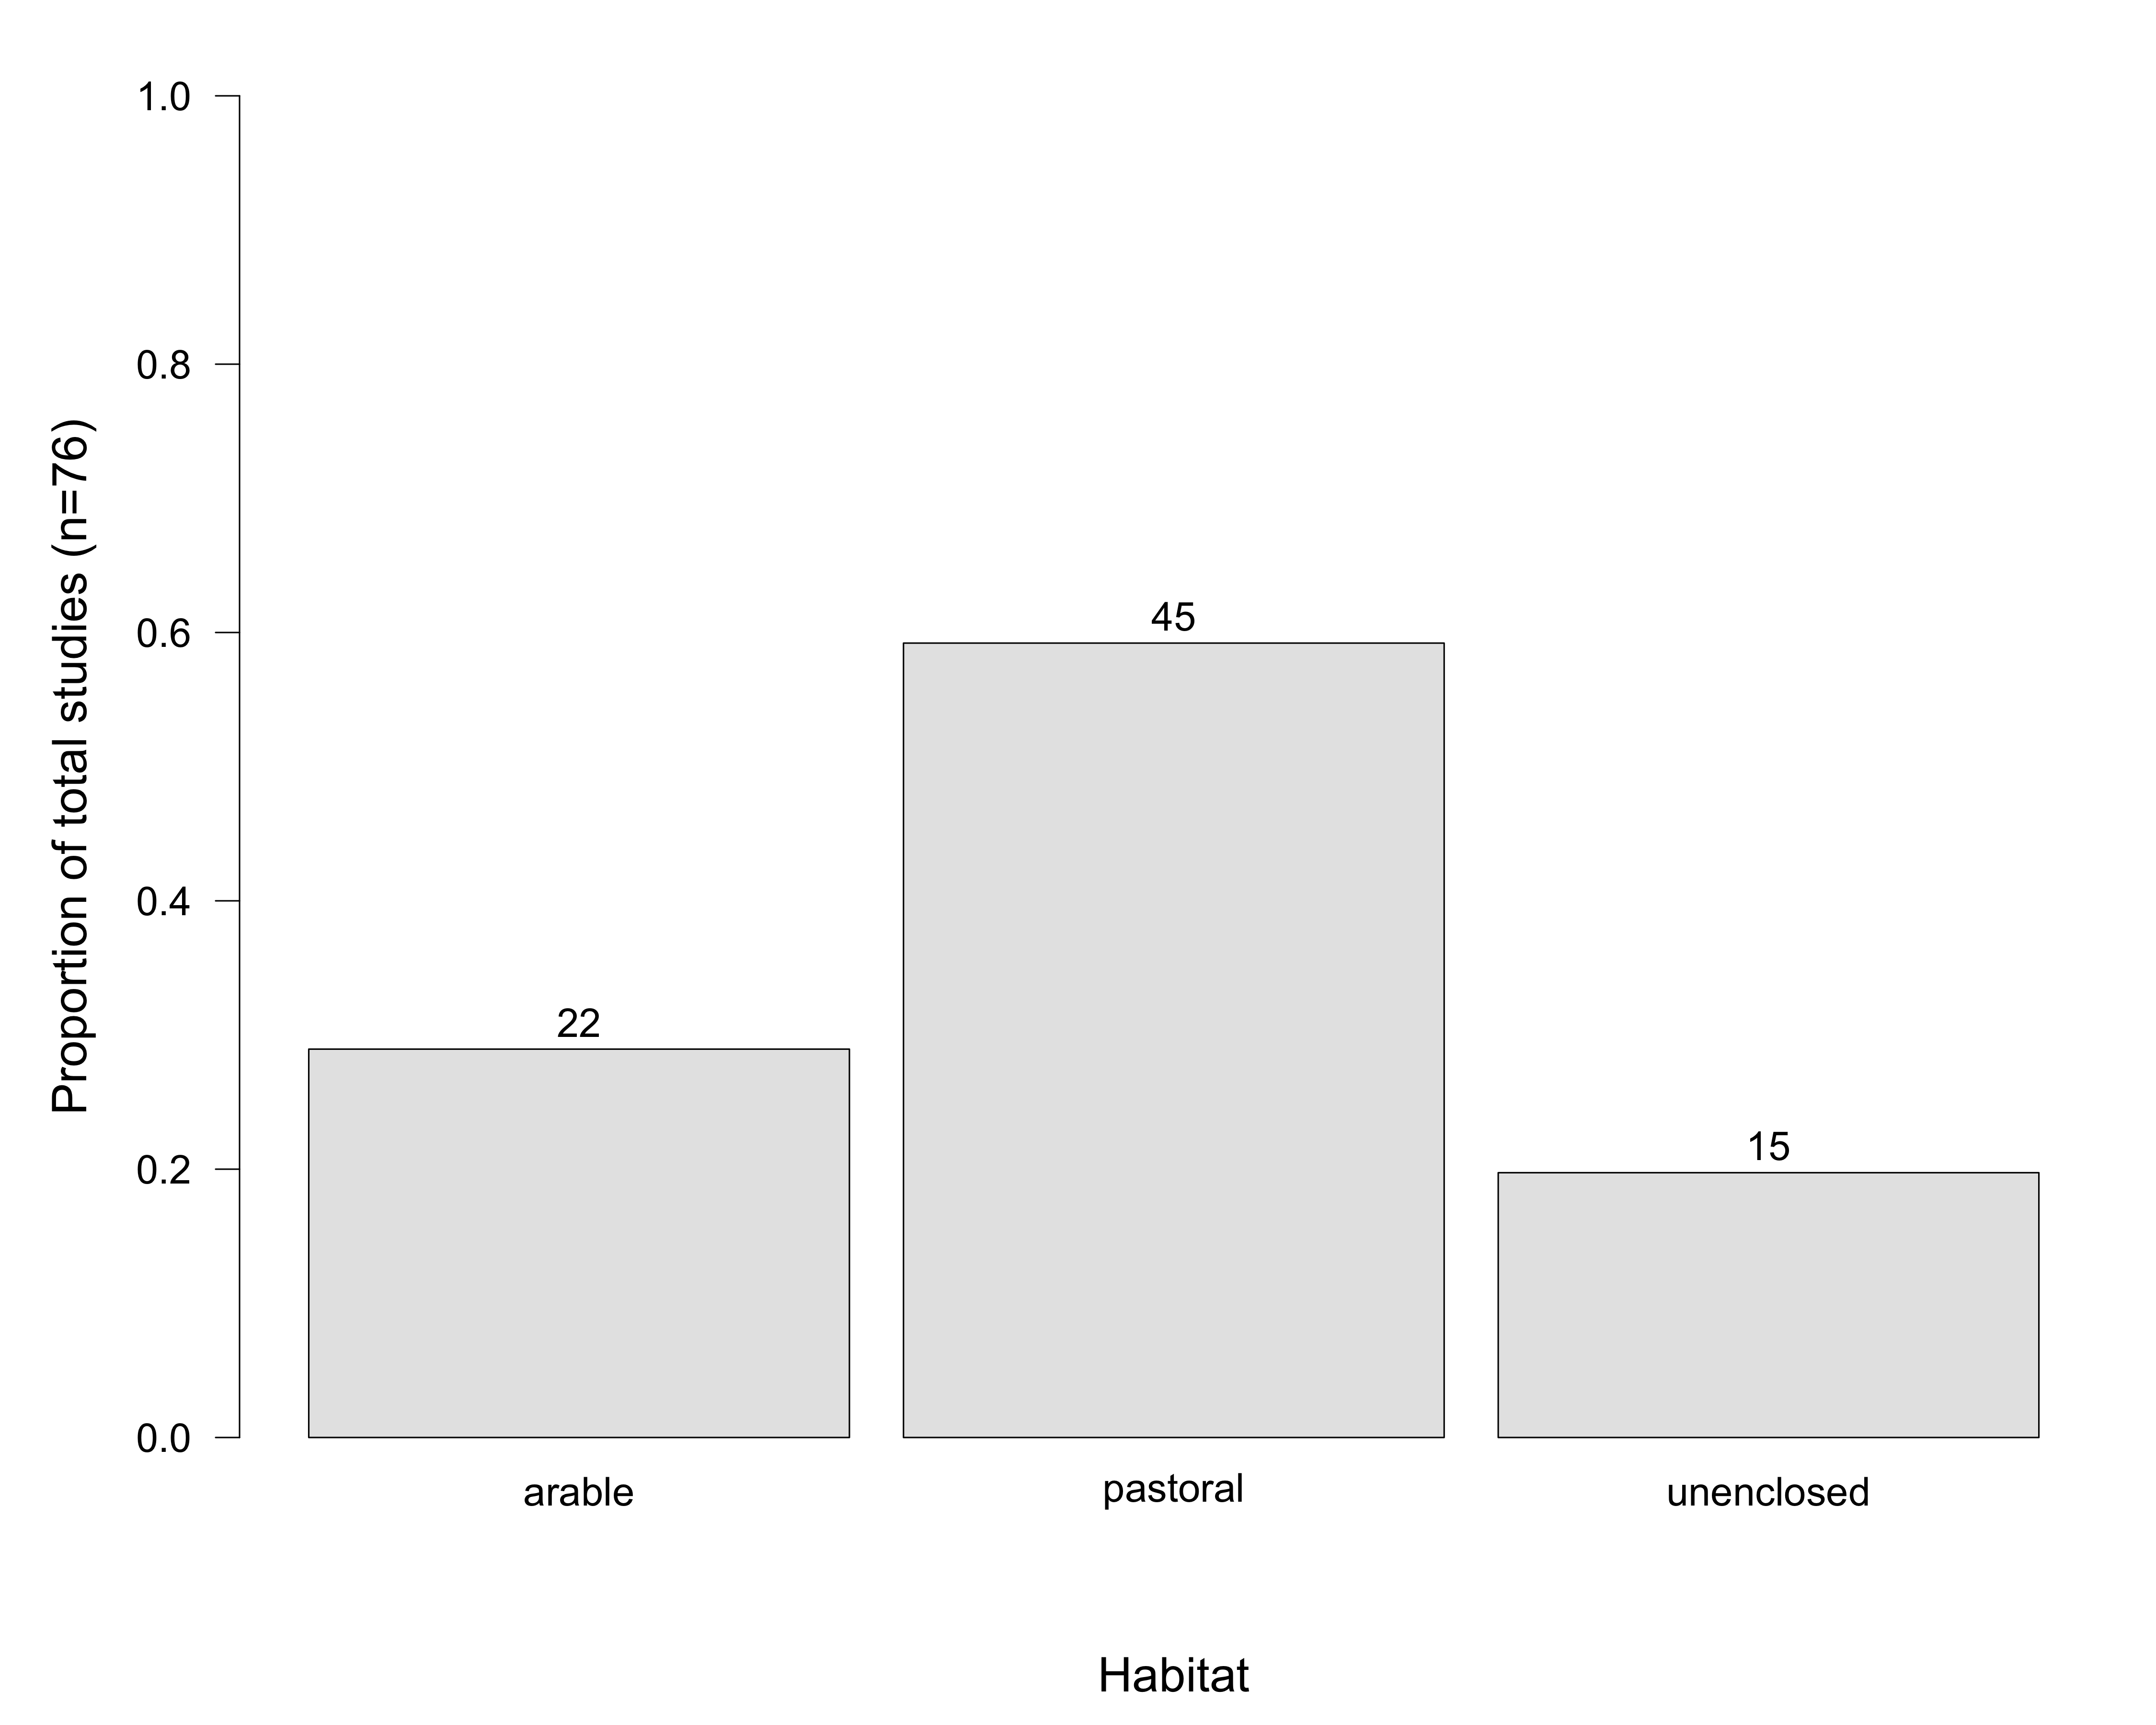 Proportion of total studies (n=76)
1.0
0.8
0.6
0.4
0.2
0.0
22
45
15
arable
pastoral
unenclosed
Habitat